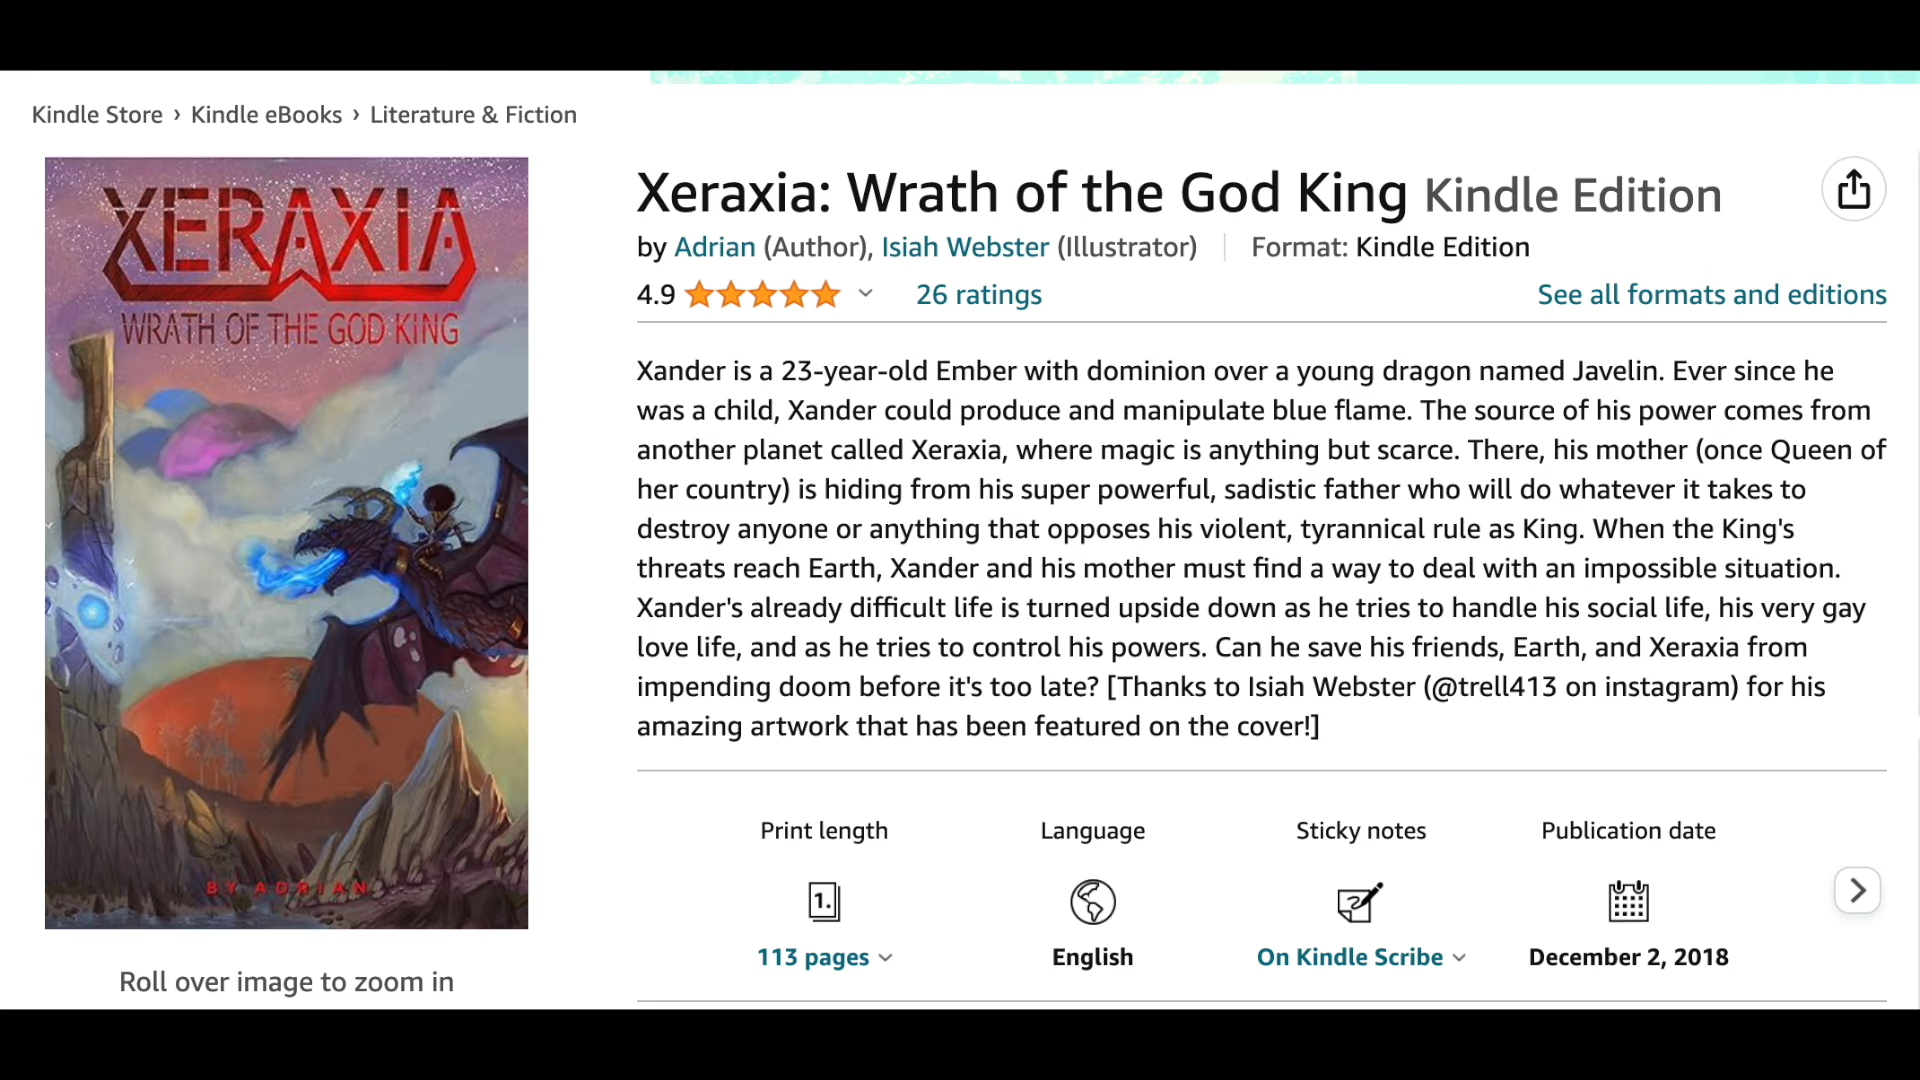 Kindle Store › Kindle eBooks › Literature & Fiction
XERAXIA
WRATH OF THE GOD KING
BY ADRIAN
Roll over image to zoom in
Xeraxia: Wrath of the God King Kindle Edition
by Adrian (Author), Isiah Webster (Illustrator) Format: Kindle Edition
4.9 26 ratings See all formats and editions
Xander is a 23-year-old Ember with dominion over a young dragon named Javelin. Ever since he
was a child, Xander could produce and manipulate blue flame. The source of his power comes from
another planet called Xeraxia, where magic is anything but scarce. There, his mother (once Queen of
her country) is hiding from his super powerful, sadistic father who will do whatever it takes to
destroy anyone or anything that opposes his violent, tyrannical rule as King. When the King's
threats reach Earth, Xander and his mother must find a way to deal with an impossible situation.
Xander's already difficult life is turned upside down as he tries to handle his social life, his very gay
love life, and as he tries to control his powers. Can he save his friends, Earth, and Xeraxia from
impending doom before it's too late? [Thanks to Isiah Webster (@trell413 on instagram) for his
amazing artwork that has been featured on the cover!]
Print length Language Sticky notes Publication date
1.
113 pages English On Kindle Scribe December 2, 2018